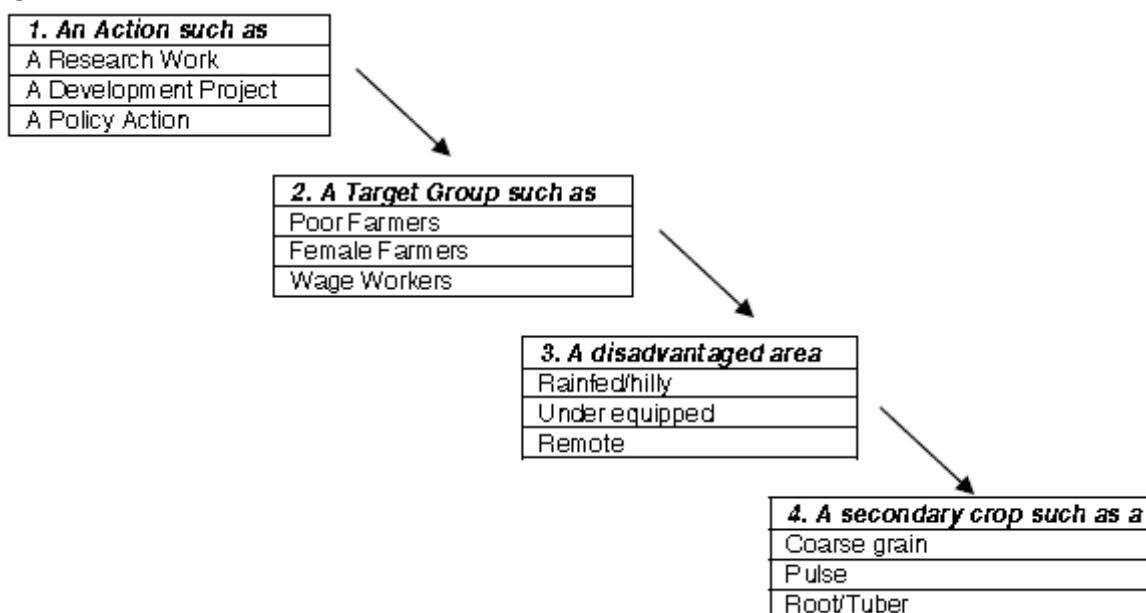 1. An Action such as
A Research Work
A Development Project
A Policy Action
2. A Target Group such as
Poor Farmers
Female Farmers
Wage Workers
3. A disadvantaged area
Rainfed/hilly
Under equipped
Remote
4. A secondary crop such as a
Coarse grain
Pulse
Root/Tuber